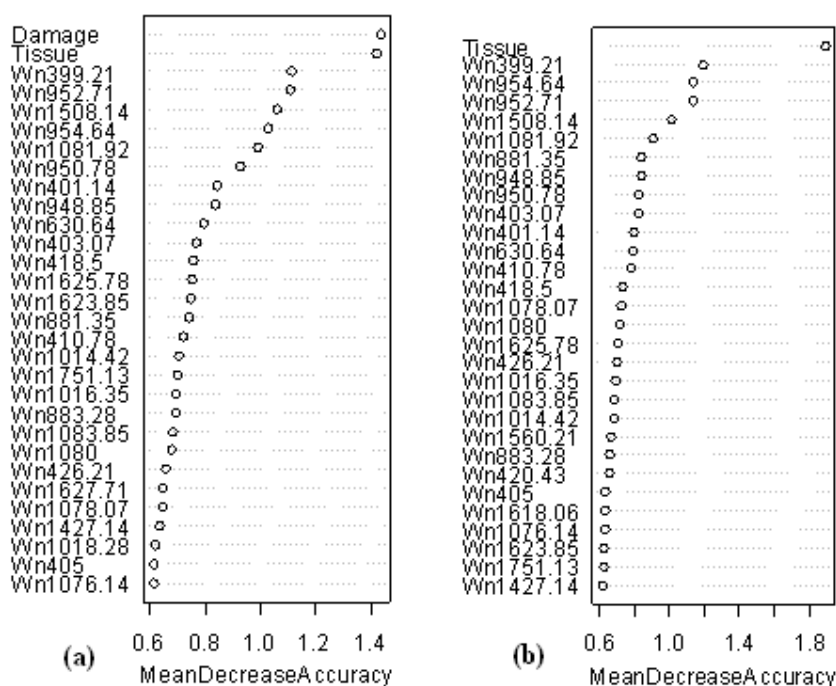 Damage
Tissue
Wn399.21
Wn952.71
Wn1508.14
Wn954.64
Wn1081.92
Wn950.78
Wn401.14
Wn948.85
Wn630.64
Wn403.07
Wn418.5
Wn1625.78
Wn1623.85
Wn881.35
Wn410.78
Wn1014.42
Wn1751.13
Wn1016.35
Wn883.28
Wn1083.85
Wn1080
Wn426.21
Wn1627.71
Wn1078.07
Wn1427.14
Wn1018.28
Wn405
Wn1076.14
0.6 0.8 1.0 1.2 1.4
(a)
MeanDecreaseAccuracy
Tissue
Wn399.21
Wn954.64
Wn952.71
Wn1508.14
Wn1081.92
Wn881.35
Wn948.85
Wn950.78
Wn403.07
Wn401.14
Wn630.64
Wn410.78
Wn418.5
Wn1078.07
Wn1080
Wn1625.78
Wn426.21
Wn1016.35
Wn1083.85
Wn1014.42
Wn1560.21
Wn883.28
Wn420.43
Wn405
Wn1618.06
Wn1076.14
Wn1623.85
Wn1751.13
Wn1427.14
0.6 1.0 1.4 1.8
(b)
MeanDecreaseAccuracy